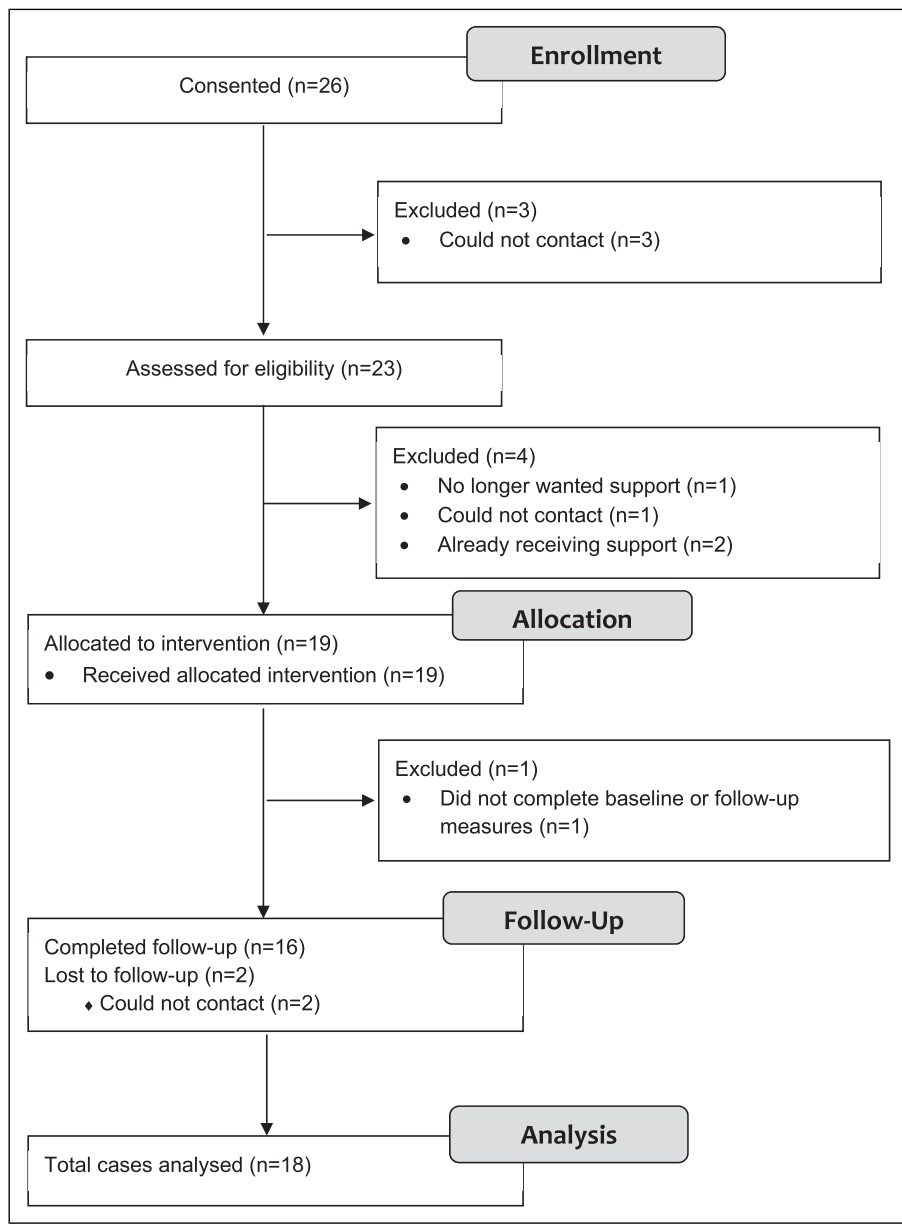 Enrollment
Consented (n=26)
Excluded (n=3)
• Could not contact (n=3)
Assessed for eligibility (n=23)
Excluded (n=4)
• No longer wanted support (n=1)
• Could not contact (n=1)
• Already receiving support (n=2)
Allocation
Allocated to intervention (n=19)
• Received allocated intervention (n=19)
Excluded (n=1)
• Did not complete baseline or follow-up
measures (n=1)
Follow-Up
Completed follow-up (n=16)
Lost to follow-up (n=2)
♦ Could not contact (n=2)
Analysis
Total cases analysed (n=18)